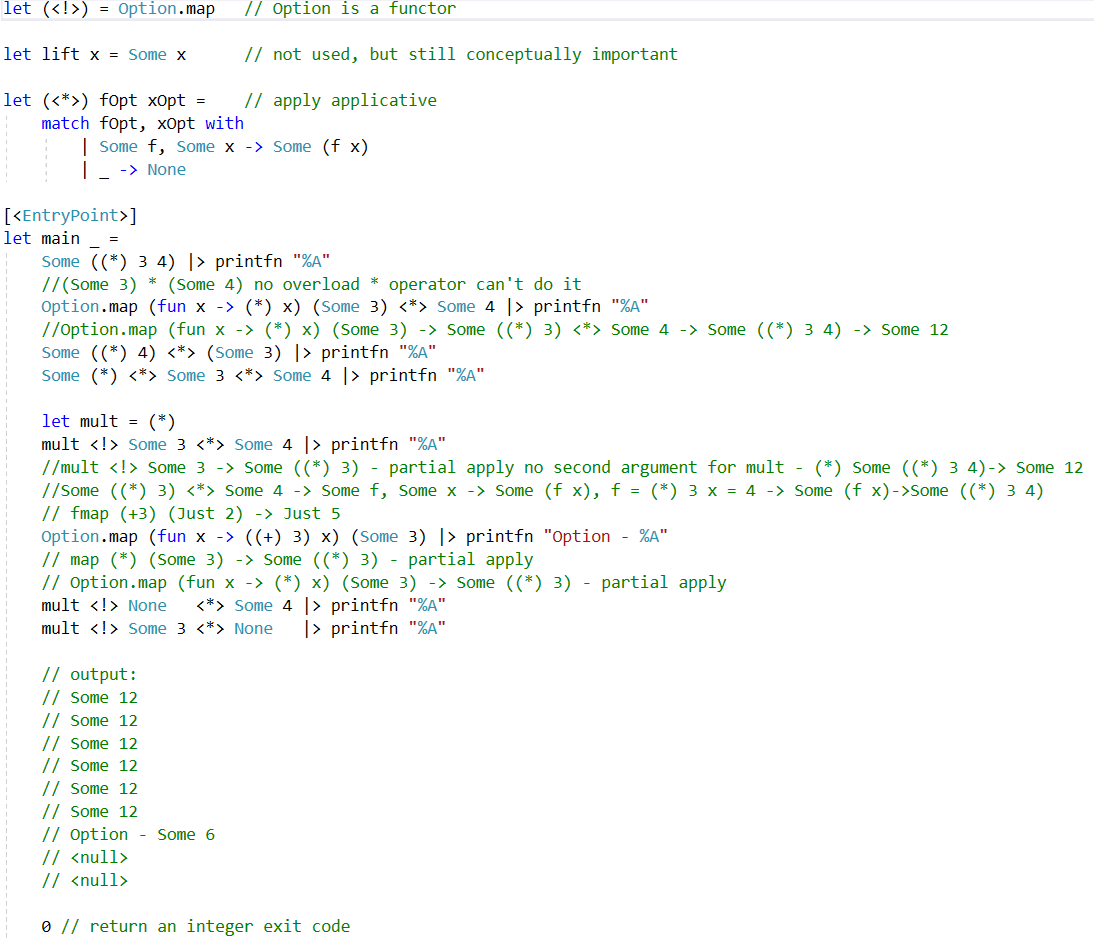 let (<!>) = Option.map   // Option is a functor
let lift x = Some x      // not used, but still conceptually important
let (<*>) fOpt xOpt =    // apply applicative
    match fOpt, xOpt with
        | Some f, Some x -> Some (f x)
        | _ -> None
[<EntryPoint>]
let main _ =
    Some ((*) 3 4) |> printfn "%A"
    //(Some 3) * (Some 4) no overload * operator can't do it
    Option.map (fun x -> (*) x) (Some 3) <*> Some 4 |> printfn "%A"
    //Option.map (fun x -> (*) x) (Some 3) -> Some ((*) 3) <*> Some 4 -> Some ((*) 3 4) -> Some 12
    Some ((*) 4) <*> (Some 3) |> printfn "%A"
    Some (*) <*> Some 3 <*> Some 4 |> printfn "%A"
    let mult = (*)
    mult <!> Some 3 <*> Some 4 |> printfn "%A"
    //mult <!> Some 3 -> Some ((*) 3) - partial apply no second argument for mult - (*) Some ((*) 3 4)-> Some 12
    //Some ((*) 3) <*> Some 4 -> Some f, Some x -> Some (f x), f = (*) 3 x = 4 -> Some (f x)->Some ((*) 3 4)
    // fmap (+3) (Just 2) -> Just 5
    Option.map (fun x -> ((+) 3) x) (Some 3) |> printfn "Option - %A"
    // map (*) (Some 3) -> Some ((*) 3) - partial apply
    // Option.map (fun x -> (*) x) (Some 3) -> Some ((*) 3) - partial apply
    mult <!> None   <*> Some 4 |> printfn "%A"
    mult <!> Some 3 <*> None   |> printfn "%A"
    // output:
    // Some 12
    // Some 12
    // Some 12
    // Some 12
    // Some 12
    // Some 12
    // Option - Some 6
    // <null>
    // <null>
    0 // return an integer exit code